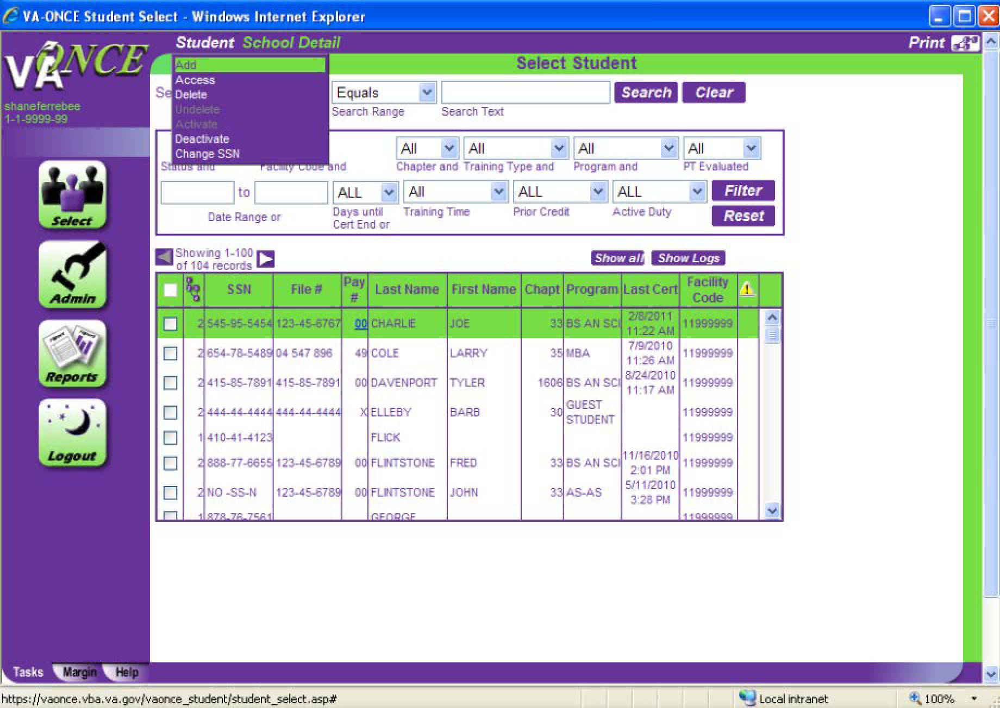 VA-ONCE Student Select - Windows Internet Explorer
VA ONCE
Student School Detail
Print
Select Student
shaneferrebee
1-1-9999-99
Add
Access
Delete
Undelete
Activate
Deactivate
Change SSN
Se
Equals
Search
Clear
Search Range
Search Text
All
All
All
All
Status and
Facility Code and
Chapter and
Training Type and
Program and
PT Evaluated
to
ALL
All
ALL
ALL
Filter
Date Range or
Days until
Cert End or
Training Time
Prior Credit
Active Duty
Reset
Select
Admin
Reports
Logout
Showing 1-100
of 104 records
Show all
Show Logs
SSN File # Pay # Last Name First Name Chapt Program Last Cert Facility Code
2 545-95-5454 123-45-6767 00 CHARLIE JOE 33 BS AN SCI 2/8/2011 11:22 AM 11999999
2 654-78-5489 04 547 896 49 COLE LARRY 35 MBA 7/9/2010 11:26 AM 11999999
2 415-85-7891 415-85-7891 00 DAVENPORT TYLER 1606 BS AN SCI 8/24/2010 11:17 AM 11999999
2 444-44-4444 444-44-4444 X ELLEBY BARB 30 GUEST STUDENT 11999999
1 410-41-4123 FLICK 11999999
2 888-77-6655 123-45-6789 00 FLINTSTONE FRED 33 BS AN SCI 11/16/2010 2:01 PM 11999999
2 NO -SS-N 123-45-6789 00 FLINTSTONE JOHN 33 AS-AS 5/11/2010 3:28 PM 11999999
1 878-76-7561 GEORGE 11999999
Tasks Margin Help
https://vaonce.vba.va.gov/vaonce_student/student_select.asp#
Local intranet
100%